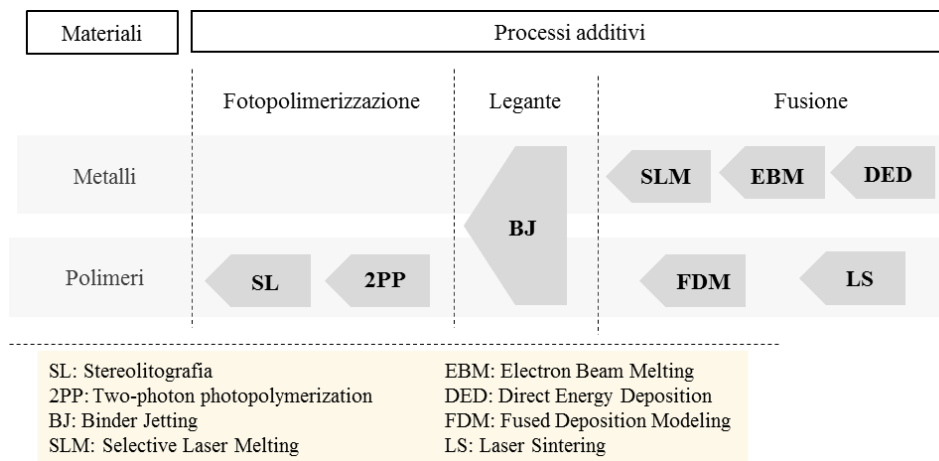 Materiali
Processi additivi
Fotopolimerizzazione
Legante
Fusione
Metalli
SLM
EBM
DED
BJ
Polimeri
SL
2PP
FDM
LS
SL: Stereolitografia
2PP: Two-photon photopolymerization
BJ: Binder Jetting
SLM: Selective Laser Melting
EBM: Electron Beam Melting
DED: Direct Energy Deposition
FDM: Fused Deposition Modeling
LS: Laser Sintering